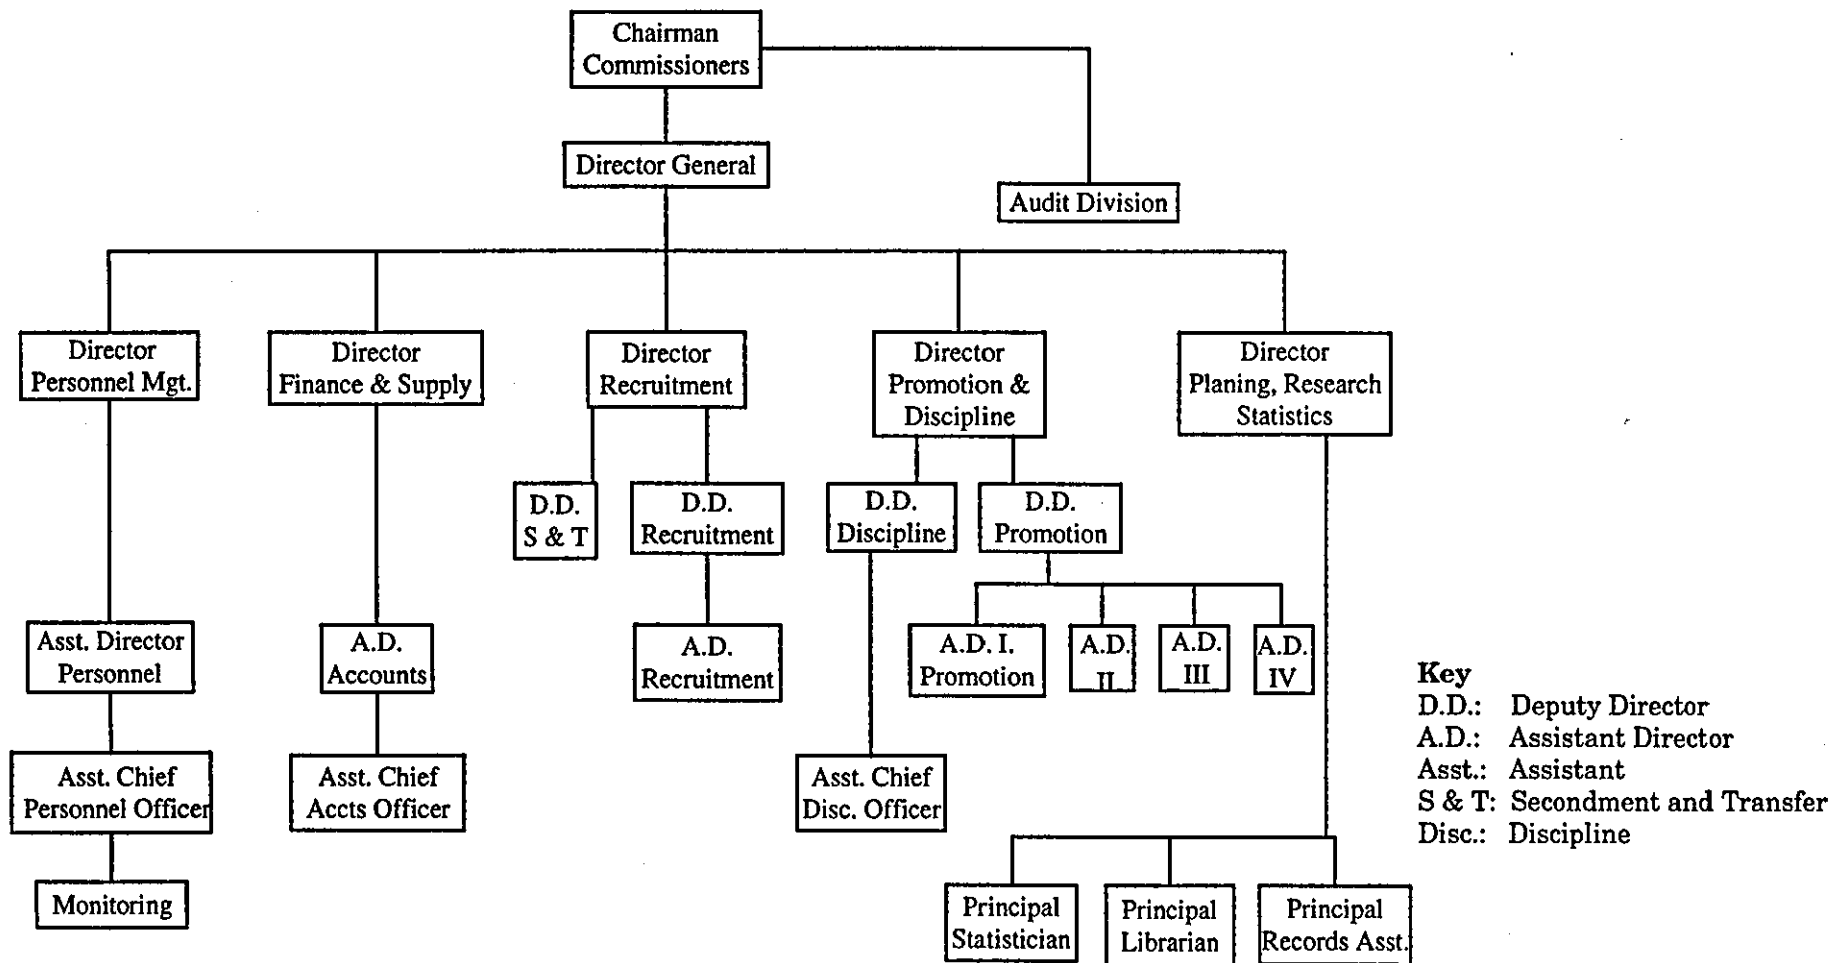 Chairman
Commissioners
Director General
Audit Division
Director
Personnel Mgt.
Director
Finance & Supply
Director
Recruitment
Director
Promotion &
Discipline
Director
Planing, Research
Statistics
D.D.
S & T
D.D.
Recruitment
D.D.
Discipline
D.D.
Promotion
Asst. Director
Personnel
A.D.
Accounts
A.D.
Recruitment
A.D. I.
Promotion
A.D.
II
A.D.
III
A.D.
IV
Asst. Chief
Personnel Officer
Asst. Chief
Accts Officer
Asst. Chief
Disc. Officer
Monitoring
Principal
Statistician
Principal
Librarian
Principal
Records Asst.
Key
D.D.: Deputy Director
A.D.: Assistant Director
Asst.: Assistant
S & T: Secondment and Transfer
Disc.: Discipline